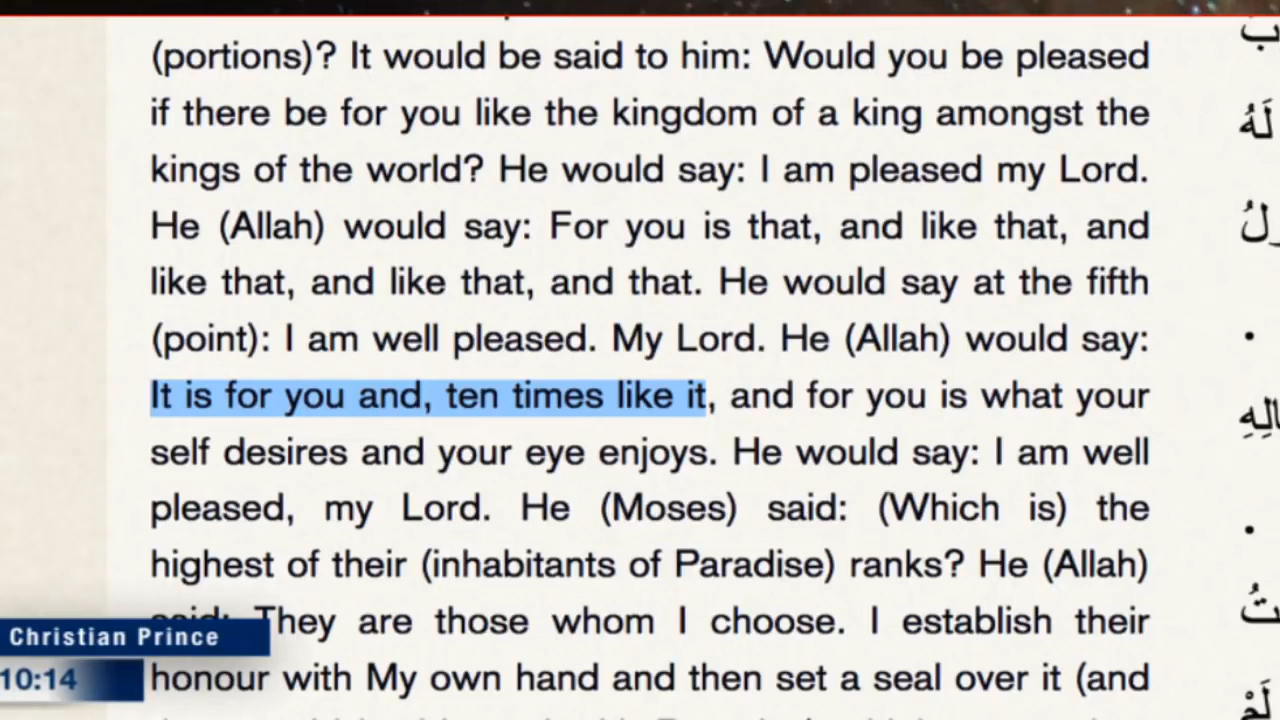 (portions)? It would be said to him: Would you be pleased
if there be for you like the kingdom of a king amongst the
kings of the world? He would say: I am pleased my Lord.
He (Allah) would say: For you is that, and like that, and
like that, and like that, and that. He would say at the fifth
(point): I am well pleased. My Lord. He (Allah) would say:
It is for you and, ten times like it, and for you is what your
self desires and your eye enjoys. He would say: I am well
pleased, my Lord. He (Moses) said: (Which is) the
highest of their (inhabitants of Paradise) ranks? He (Allah)
said: They are those whom I choose. I establish their
honour with My own hand and then set a seal over it (and
Christian Prince
10:14
لَهُ